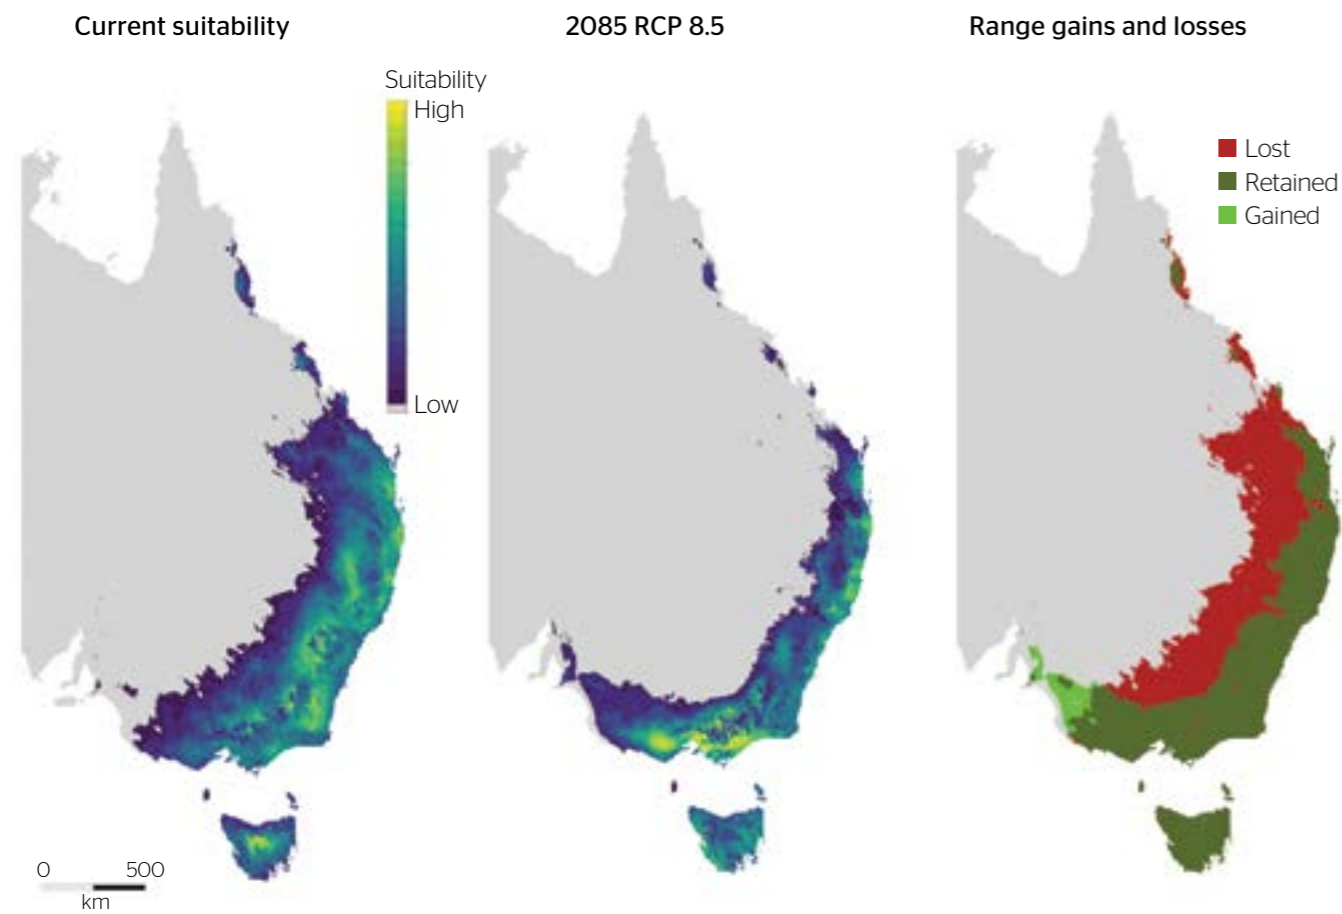 Current suitability
2085 RCP 8.5
Range gains and losses
Suitability
High
Low
Lost
Retained
Gained
0 500
km